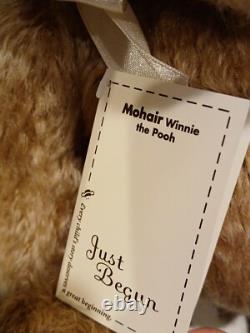 Mohair Winnie
the Pooh
Just
Begun
Every child's story deserves
a great beginning.